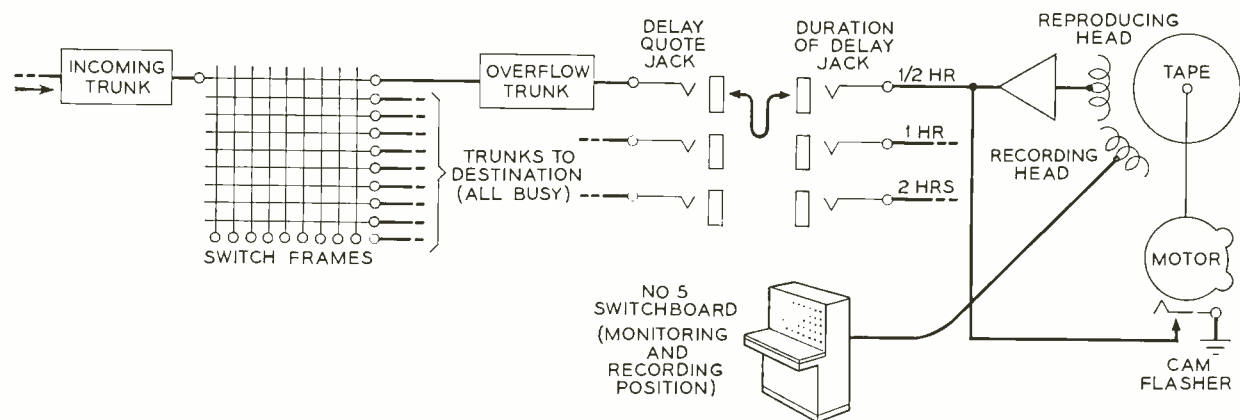 INCOMING
TRUNK
SWITCH FRAMES
TRUNKS TO
DESTINATION
(ALL BUSY)
OVERFLOW
TRUNK
DELAY
QUOTE
JACK
DURATION
OF DELAY
JACK
1/2 HR
1 HR
2 HRS
REPRODUCING
HEAD
RECORDING
HEAD
TAPE
MOTOR
CAM
FLASHER
NO 5
SWITCHBOARD
(MONITORING
AND
RECORDING
POSITION)